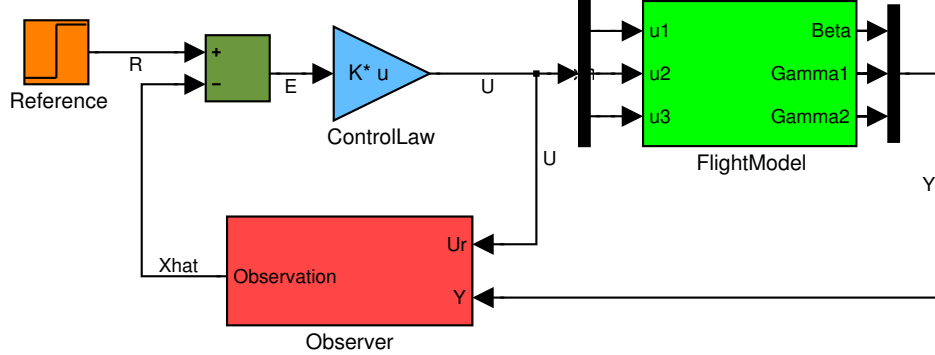 Reference
R
+
−
E
K* u
ControlLaw
U
U
u1
u2
u3
Beta
Gamma1
Gamma2
FlightModel
Y
Xhat
Observation
Ur
Y
Observer